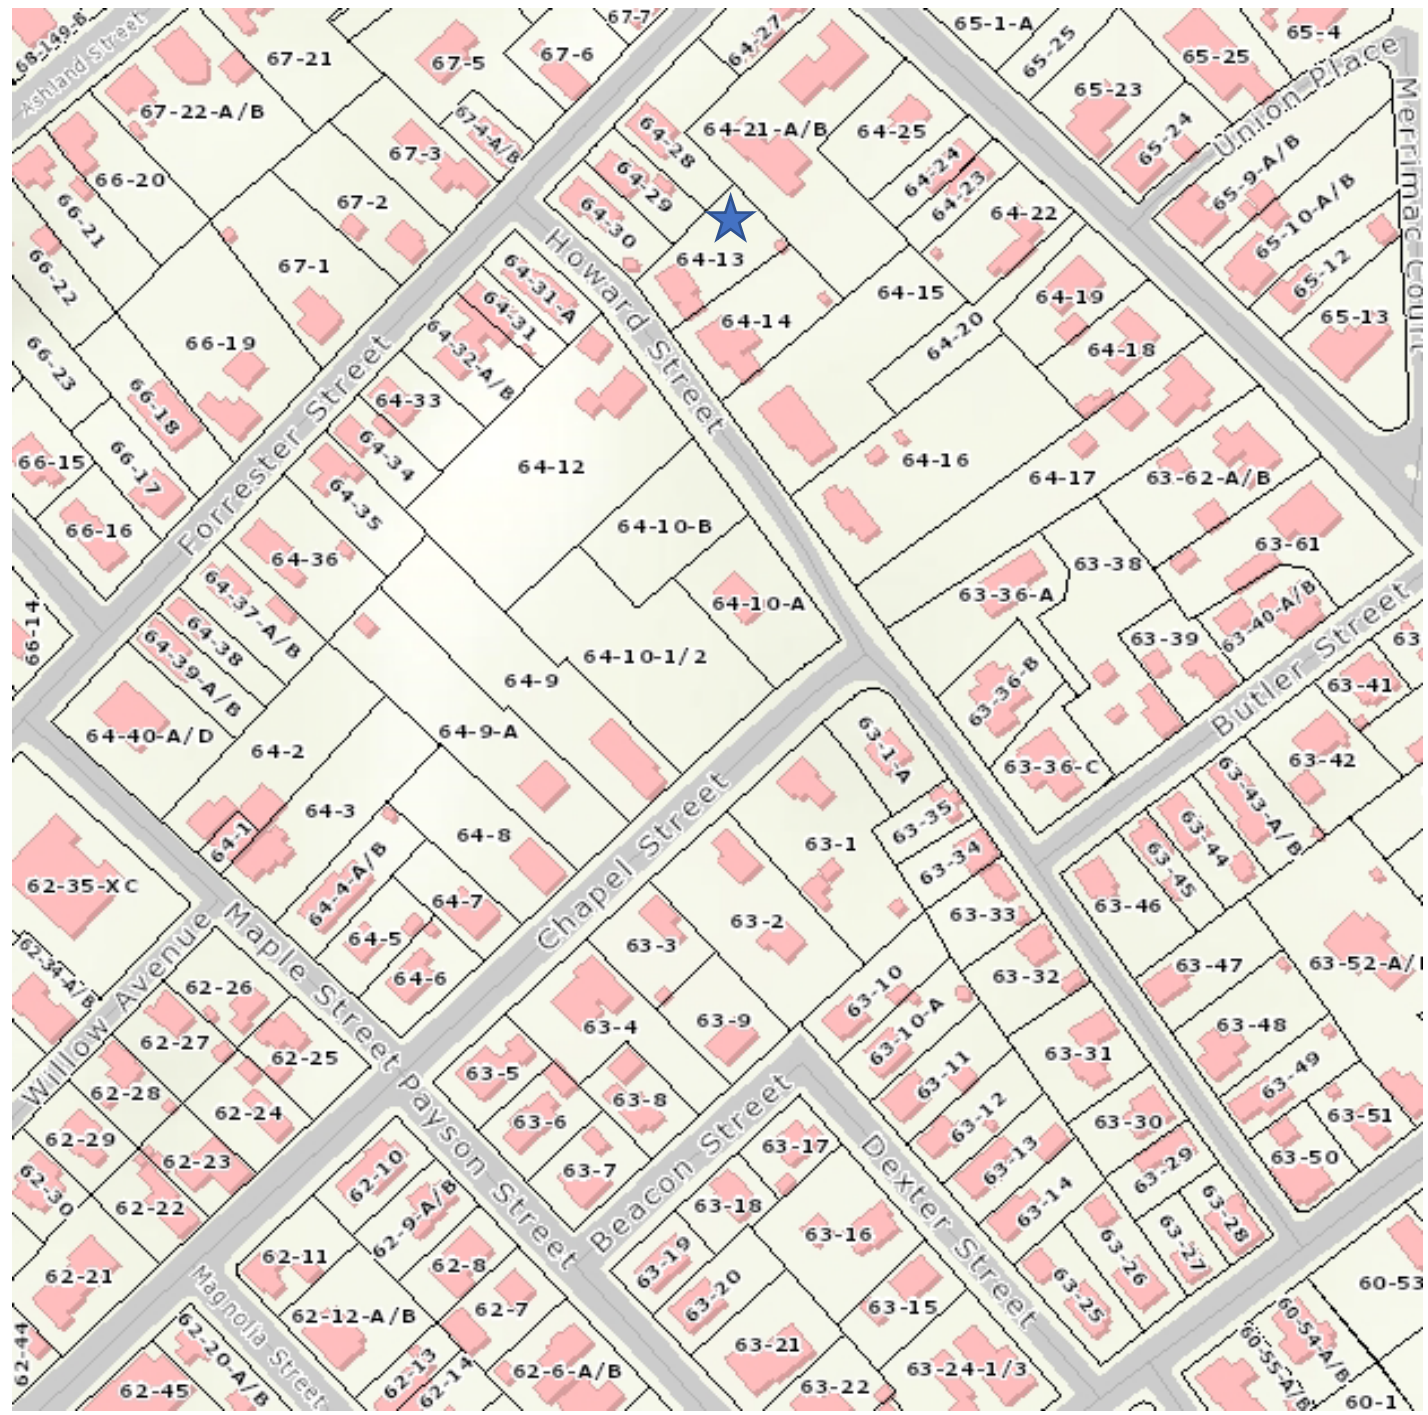 68-149-B
Ashland Street
67-21
67-5
67-7
67-6
64-27
65-1-A
65-25
65-25
65-4
Union Place
Merrimac Court
67-22-A/B
67-4-A/B
67-3
64-28
64-21-A/B
64-25
65-23
65-24
66-20
67-2
64-29
64-30
64-24
64-23
64-22
65-9-A/B
65-10-A/B
65-12
66-21
66-22
67-1
Howard Street
64-13
64-15
64-19
65-13
64-31-A
64-31
64-32-A/B
64-14
64-20
64-18
66-23
66-19
66-18
Forrester Street
64-33
64-34
64-35
64-12
64-16
64-17
63-62-A/B
66-15
66-17
66-16
64-36
64-10-B
63-61
63-38
66-14
64-37-A/B
64-38
64-39-A/B
64-10-A
63-36-A
63-40-A/B
63-39
Butler Street
63
64-10-1/2
64-9
63-36-B
63-41
64-40-A/D
64-2
64-9-A
63-1-A
63-36-C
63-42
63-43-A/B
64-3
64-1
64-8
Chapel Street
63-1
63-35
63-34
63-44
63-45
63-46
62-35-XC
64-4-A/B
64-7
64-5
64-6
63-2
63-3
63-33
63-32
63-47
63-52-A/
62-34-A/B
Willow Avenue
Maple Street
62-26
62-27
62-25
63-4
63-9
63-10
63-10-A
63-48
63-31
62-28
62-24
63-5
63-6
63-8
63-11
63-12
63-49
63-51
63-30
62-29
62-23
62-30
62-22
62-10
Payson Street
63-7
Beacon Street
63-17
Dexter Street
63-13
63-14
63-29
63-28
63-50
62-9-A/B
63-18
63-16
63-26
63-27
62-21
62-11
62-8
63-19
63-20
63-25
60-53
Magnolia Street
62-12-A/B
62-7
63-15
60-54-A/B
60-55-A/B
62-44
62-20-A/B
62-45
62-13
62-14
62-6-A/B
63-21
63-22
63-24-1/3
60-1